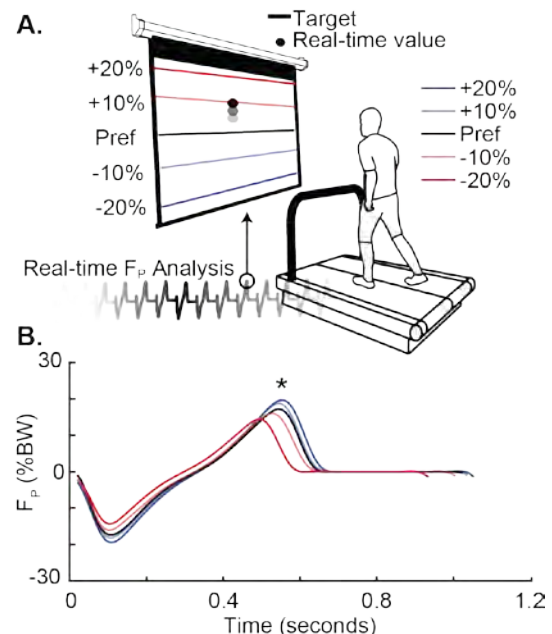 A.
Target
Real-time value
+20%
+10%
Pref
-10%
-20%
+20%
+10%
Pref
-10%
-20%
Real-time FP Analysis
B.
30
*
0
-30
FP (%BW)
0
0.4
0.8
1.2
Time (seconds)